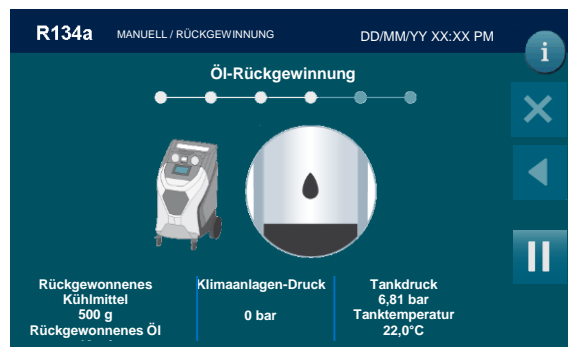 R134a MANUELL / RÜCKGEWINNUNG DD/MM/YY XX:XX PM
i
Öl-Rückgewinnung
Rückgewonnenes
Kühlmittel
500 g
Rückgewonnenes Öl
Klimaanlagen-Druck
0 bar
Tankdruck
6,81 bar
Tanktemperatur
22,0°C